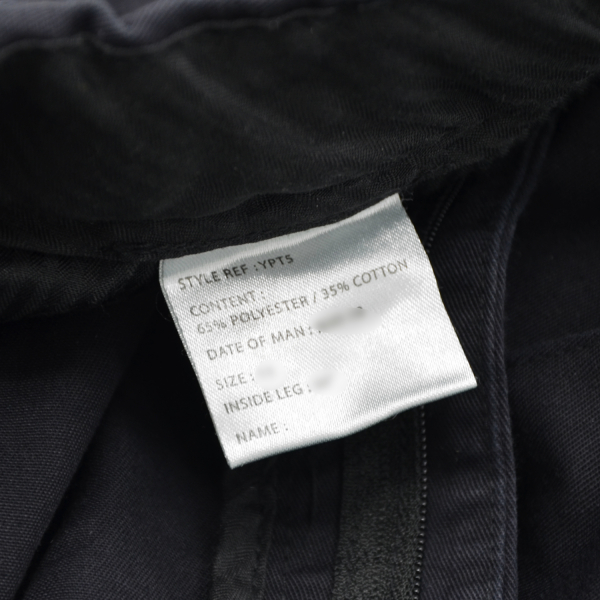 STYLE REF : YPTS
CONTENT :
65% POLYESTER / 35% COTTON
DATE OF MAN :
SIZE :
INSIDE LEG :
NAME :